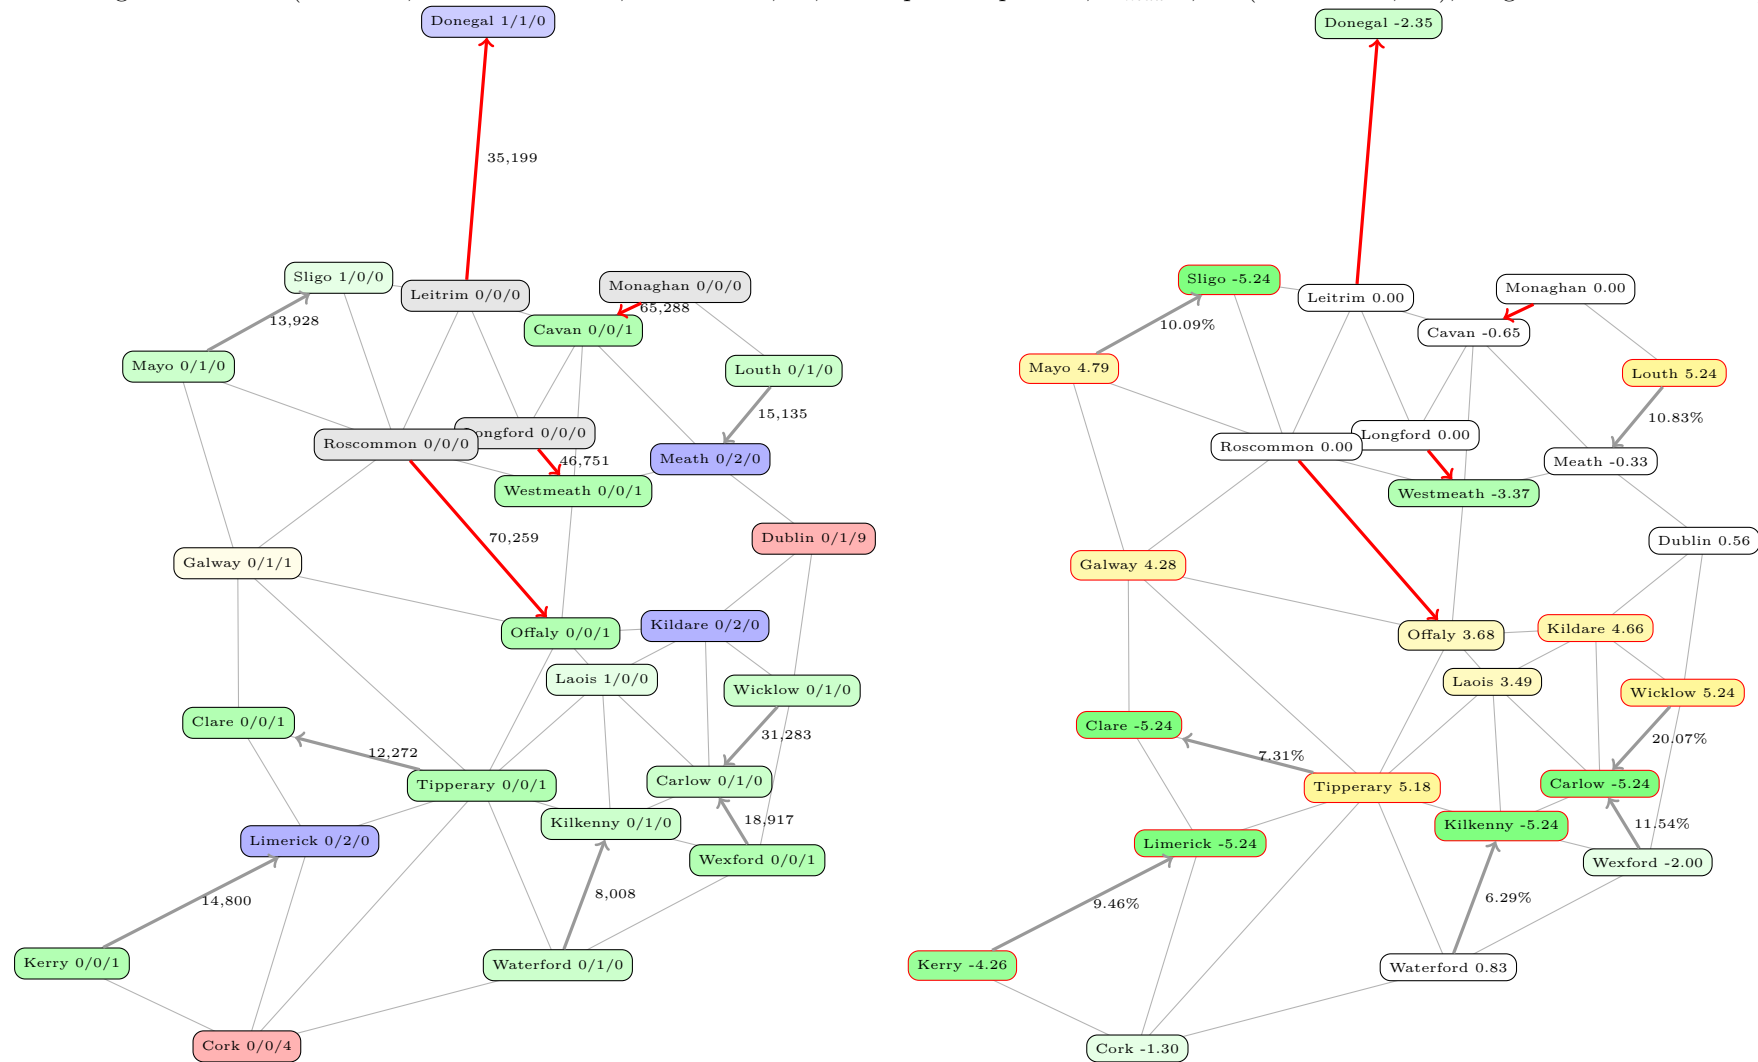 Donegal 1/1/0
35,199
Sligo 1/0/0
Leitrim 0/0/0
Monaghan 0/0/0
65,288
13,928
Cavan 0/0/1
Mayo 0/1/0
Louth 0/1/0
15,135
Roscommon 0/0/0
Longford 0/0/0
46,751
Meath 0/2/0
Westmeath 0/0/1
70,259
Dublin 0/1/9
Galway 0/1/1
Offaly 0/0/1
Kildare 0/2/0
Laois 1/0/0
Wicklow 0/1/0
Clare 0/0/1
12,272
31,283
Tipperary 0/0/1
Carlow 0/1/0
Kilkenny 0/1/0
18,917
Limerick 0/2/0
Wexford 0/0/1
14,800
8,008
Kerry 0/0/1
Waterford 0/1/0
Cork 0/0/4
Donegal -2.35
Sligo -5.24
Leitrim 0.00
Monaghan 0.00
10.09%
Cavan -0.65
Mayo 4.79
Louth 5.24
10.83%
Roscommon 0.00
Longford 0.00
Meath -0.33
Westmeath -3.37
Dublin 0.56
Galway 4.28
Offaly 3.68
Kildare 4.66
Laois 3.49
Wicklow 5.24
Clare -5.24
7.31%
20.07%
Tipperary 5.18
Carlow -5.24
Kilkenny -5.24
11.54%
Limerick -5.24
Wexford -2.00
9.46%
6.29%
Kerry -4.26
Waterford 0.83
Cork -1.30